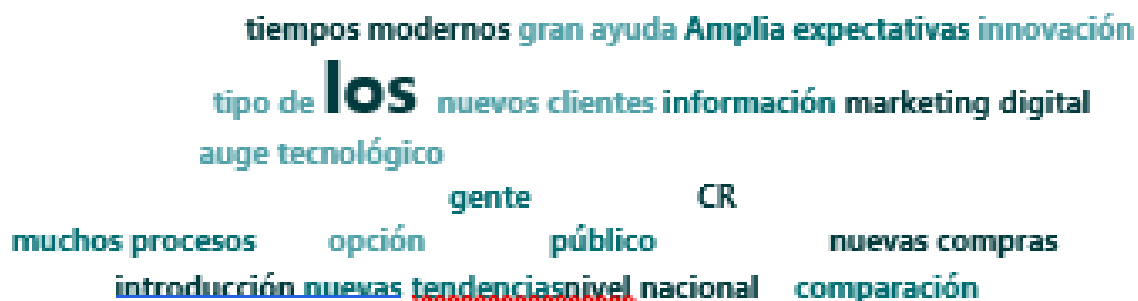 tiempos modernos gran ayuda Amplia expectativas innovación
tipo de los nuevos clientes información marketing digital
auge tecnológico
gente CR
muchos procesos opción público nuevas compras
introducción nuevas tendenciasnivel nacional comparación